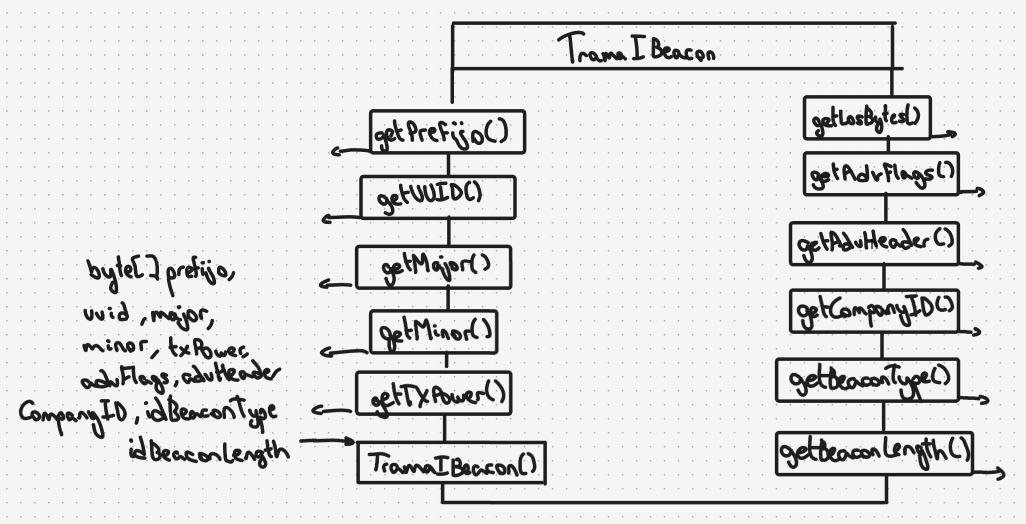 TramaIBeacon
getPrefijo()
getUUID()
getMajor()
getMinor()
getTxPower()
TramaIBeacon()
byte[] prefijo,
uuid, major,
minor, txPower,
advFlags, advHeader
CompanyID, idBeaconType
idBeaconLength
getLosBytes()
getAdvFlags()
getAdvHeader()
getCompanyID()
getBeaconType()
getBeaconLength()